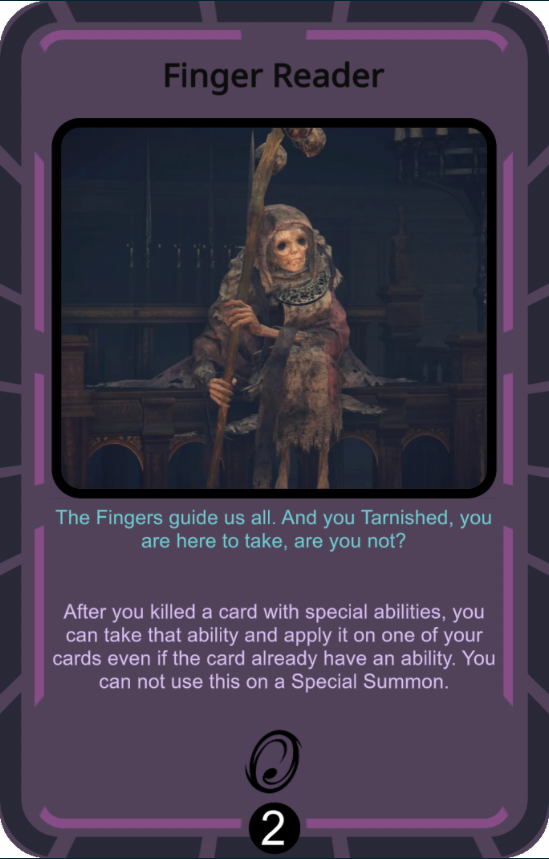 Finger Reader
The Fingers guide us all. And you Tarnished, you
are here to take, are you not?
After you killed a card with special abilities, you
can take that ability and apply it on one of your
cards even if the card already have an ability. You
can not use this on a Special Summon.
2